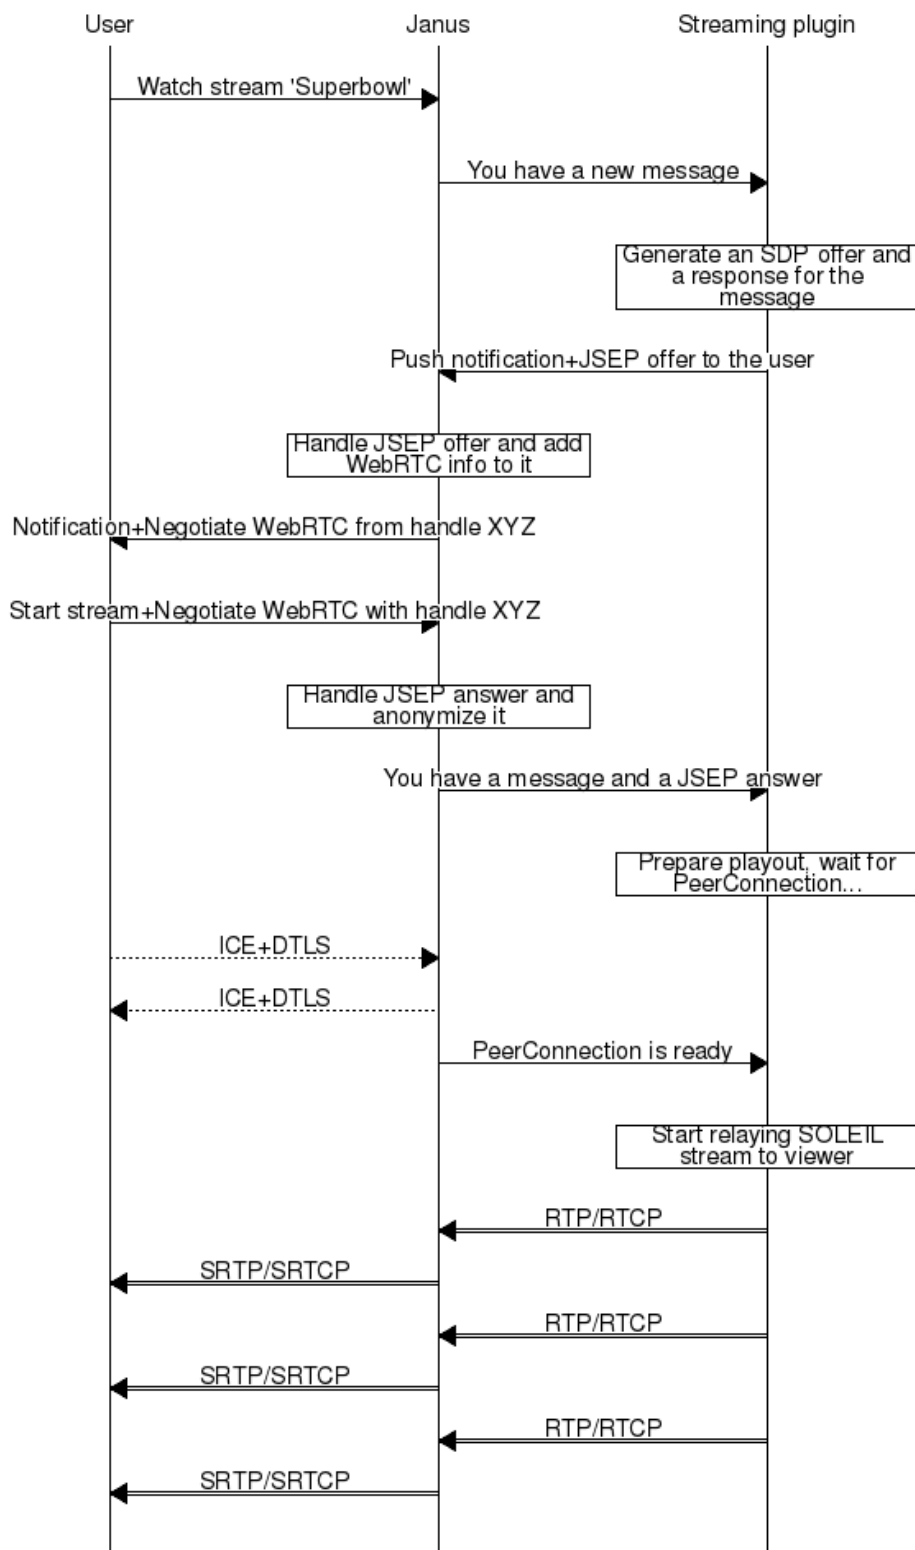 User
Janus
Streaming plugin
Watch stream 'Superbowl'
You have a new message
Generate an SDP offer and
a response for the
message
Push notification+JSEP offer to the user
Handle JSEP offer and add
WebRTC info to it
Notification+Negotiate WebRTC from handle XYZ
Start stream+Negotiate WebRTC with handle XYZ
Handle JSEP answer and
anonymize it
You have a message and a JSEP answer
Prepare playout, wait for
PeerConnection...
ICE+DTLS
ICE+DTLS
PeerConnection is ready
Start relaying SOLEIL
stream to viewer
RTP/RTCP
SRTP/SRTCP
RTP/RTCP
SRTP/SRTCP
RTP/RTCP
SRTP/SRTCP